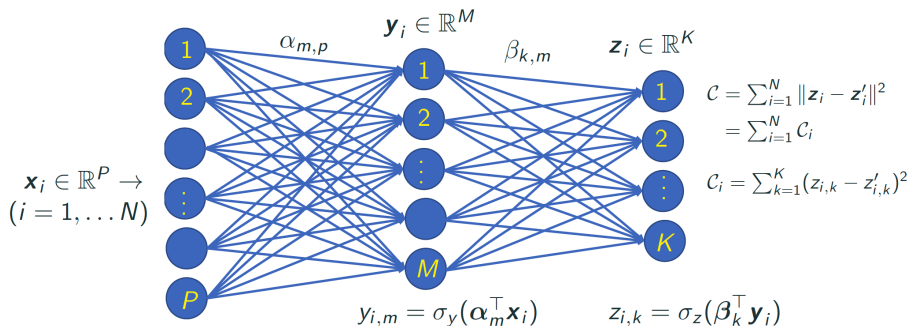 y_i ∈ ℝ^M
α_{m,p}
β_{k,m}
z_i ∈ ℝ^K
1
2
⋮
P
1
2
⋮
M
1
2
⋮
K
x_i ∈ ℝ^P →
(i = 1, … N)
𝒞 = ∑_{i=1}^N ‖z_i − z′_i‖²
= ∑_{i=1}^N 𝒞_i
𝒞_i = ∑_{k=1}^K (z_{i,k} − z′_{i,k})²
y_{i,m} = σ_y(α_m^⊤ x_i)
z_{i,k} = σ_z(β_k^⊤ y_i)